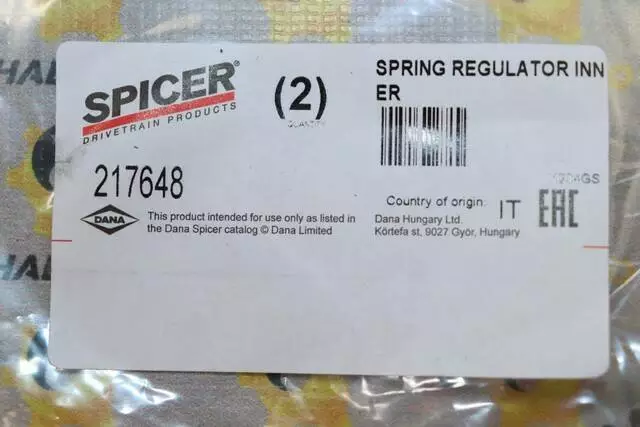 SPICER®
DRIVETRAIN PRODUCTS
(2)
QUANTITY
SPRING REGULATOR INN
ER
217648
DANA
This product intended for use only as listed in
the Dana Spicer catalog © Dana Limited
Country of origin: IT
Dana Hungary Ltd.
Körtefa st, 9027 Győr, Hungary
EAC
HAL
HAL